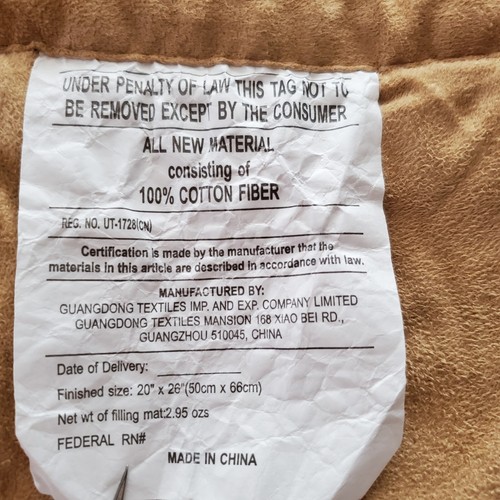 UNDER PENALTY OF LAW THIS TAG NOT TO
BE REMOVED EXCEPT BY THE CONSUMER
ALL NEW MATERIAL
consisting of
100% COTTON FIBER
REG. NO. UT-1728(CN)
Certification is made by the manufacturer that the
materials in this article are described in accordance with law.
MANUFACTURED BY:
GUANGDONG TEXTILES IMP. AND EXP. COMPANY LIMITED
GUANGDONG TEXTILES MANSION 168 XIAO BEI RD.,
GUANGZHOU 510045, CHINA
Date of Delivery:
Finished size: 20" x 26"(50cm x 66cm)
Net wt of filling mat:2.95 ozs
FEDERAL RN#
MADE IN CHINA